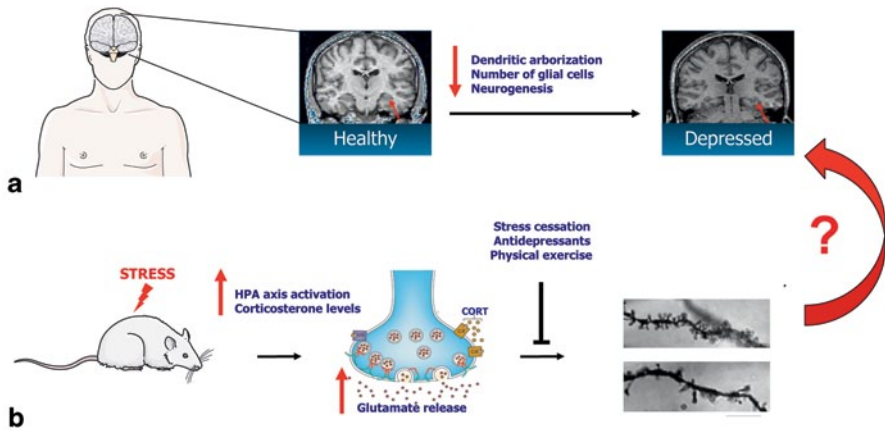 Dendritic arborization
Number of glial cells
Neurogenesis
Healthy
Depressed
a
Stress cessation
Antidepressants
Physical exercise
?
STRESS
HPA axis activation
Corticosterone levels
CORT
Glutamate release
b